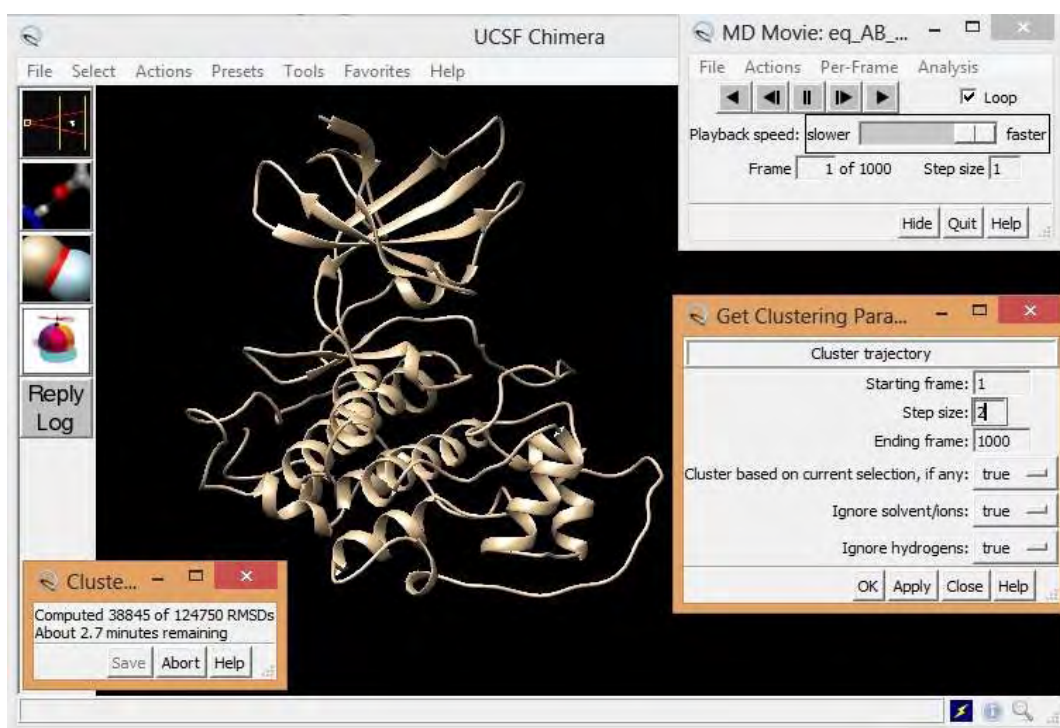 UCSF Chimera
File Select Actions Presets Tools Favorites Help
Reply
Log
MD Movie: eq_AB_...
File Actions Per-Frame Analysis
Loop
Playback speed: slower faster
Frame 1 of 1000 Step size 1
Hide Quit Help
Get Clustering Para...
Cluster trajectory
Starting frame: 1
Step size: 2
Ending frame: 1000
Cluster based on current selection, if any: true
Ignore solvent/ions: true
Ignore hydrogens: true
OK Apply Close Help
Cluste...
Computed 38845 of 124750 RMSDs
About 2.7 minutes remaining
Save Abort Help